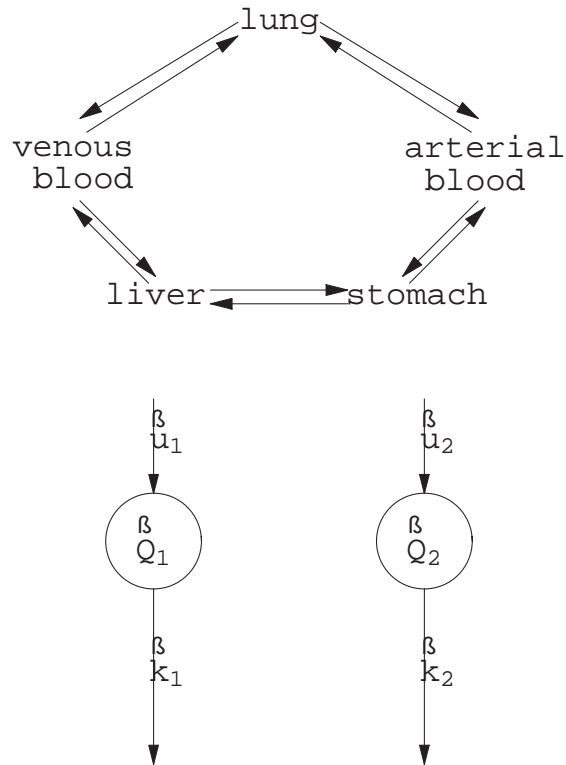 lung
venous
blood
arterial
blood
liver
stomach
ß
u1
ß
u2
ß
Q1
ß
Q2
ß
k1
ß
k2